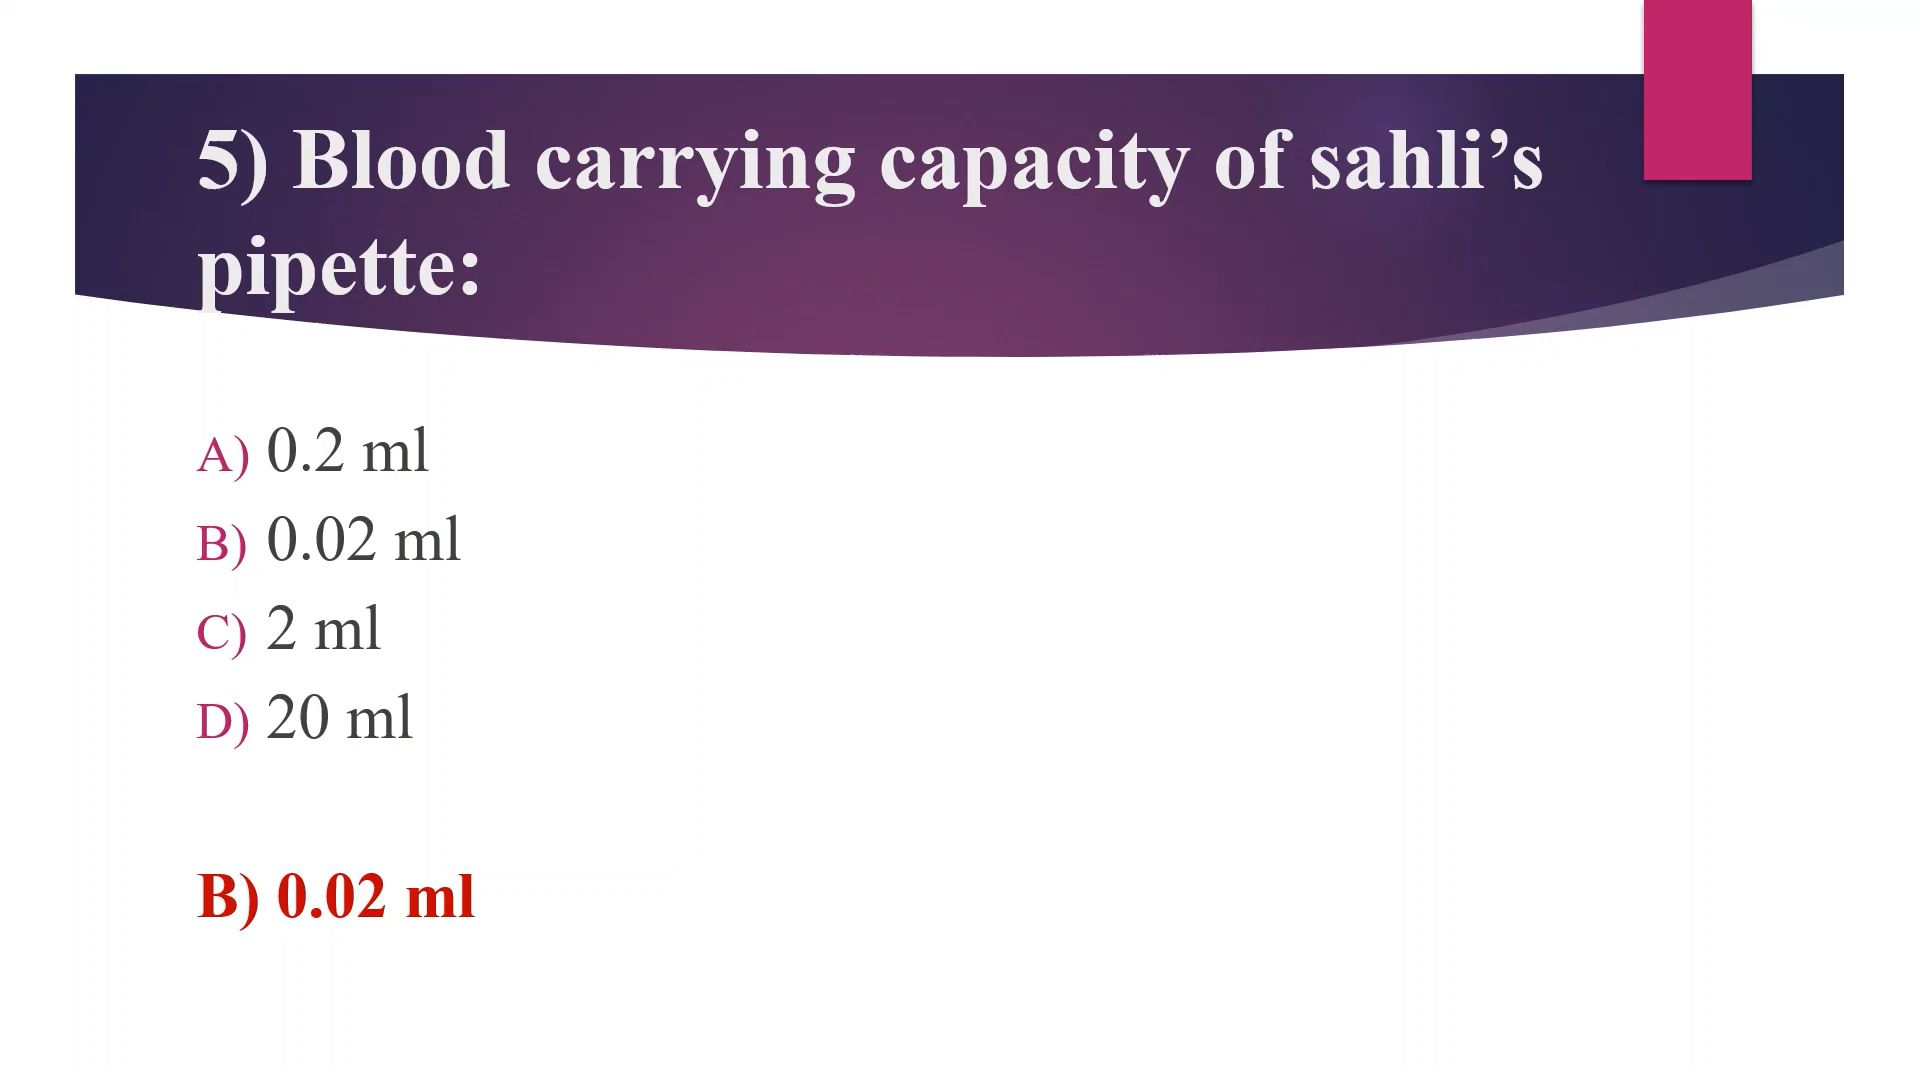 5) Blood carrying capacity of sahli’s
pipette:
A) 0.2 ml
B) 0.02 ml
C) 2 ml
D) 20 ml
B) 0.02 ml